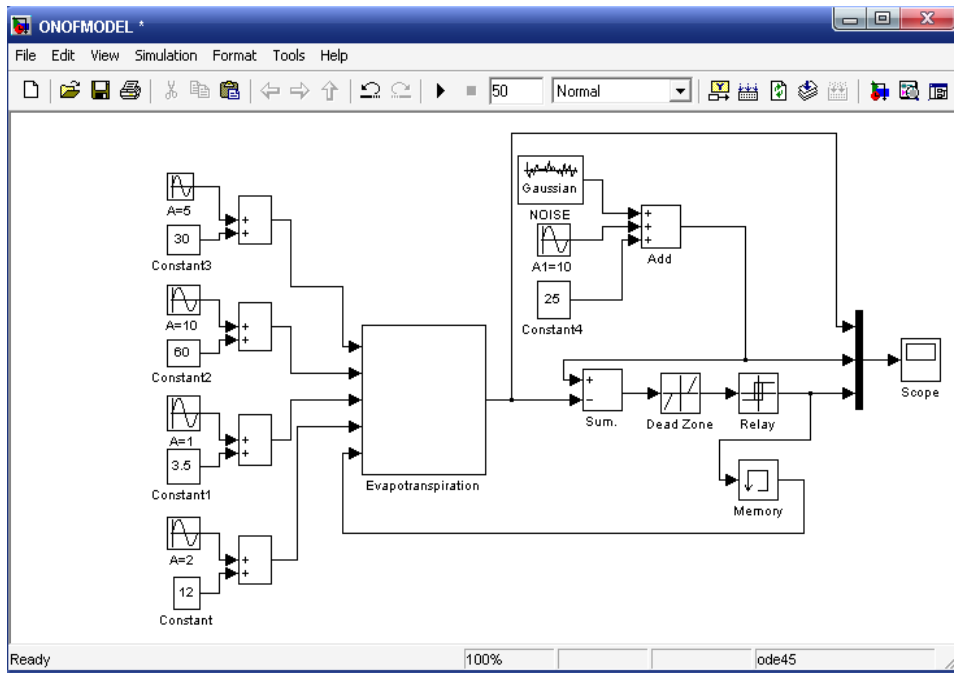 ONOFMODEL *
File Edit View Simulation Format Tools Help
50 Normal
A=5
+
+
30
Constant3
A=10
+
+
60
Constant2
A=1
+
+
3.5
Constant1
A=2
+
+
12
Constant
Evapotranspiration
Gaussian
NOISE
A1=10
25
Constant4
+
+
+
Add
+
−
Sum.
Dead Zone
Relay
Memory
Scope
Ready 100% ode45